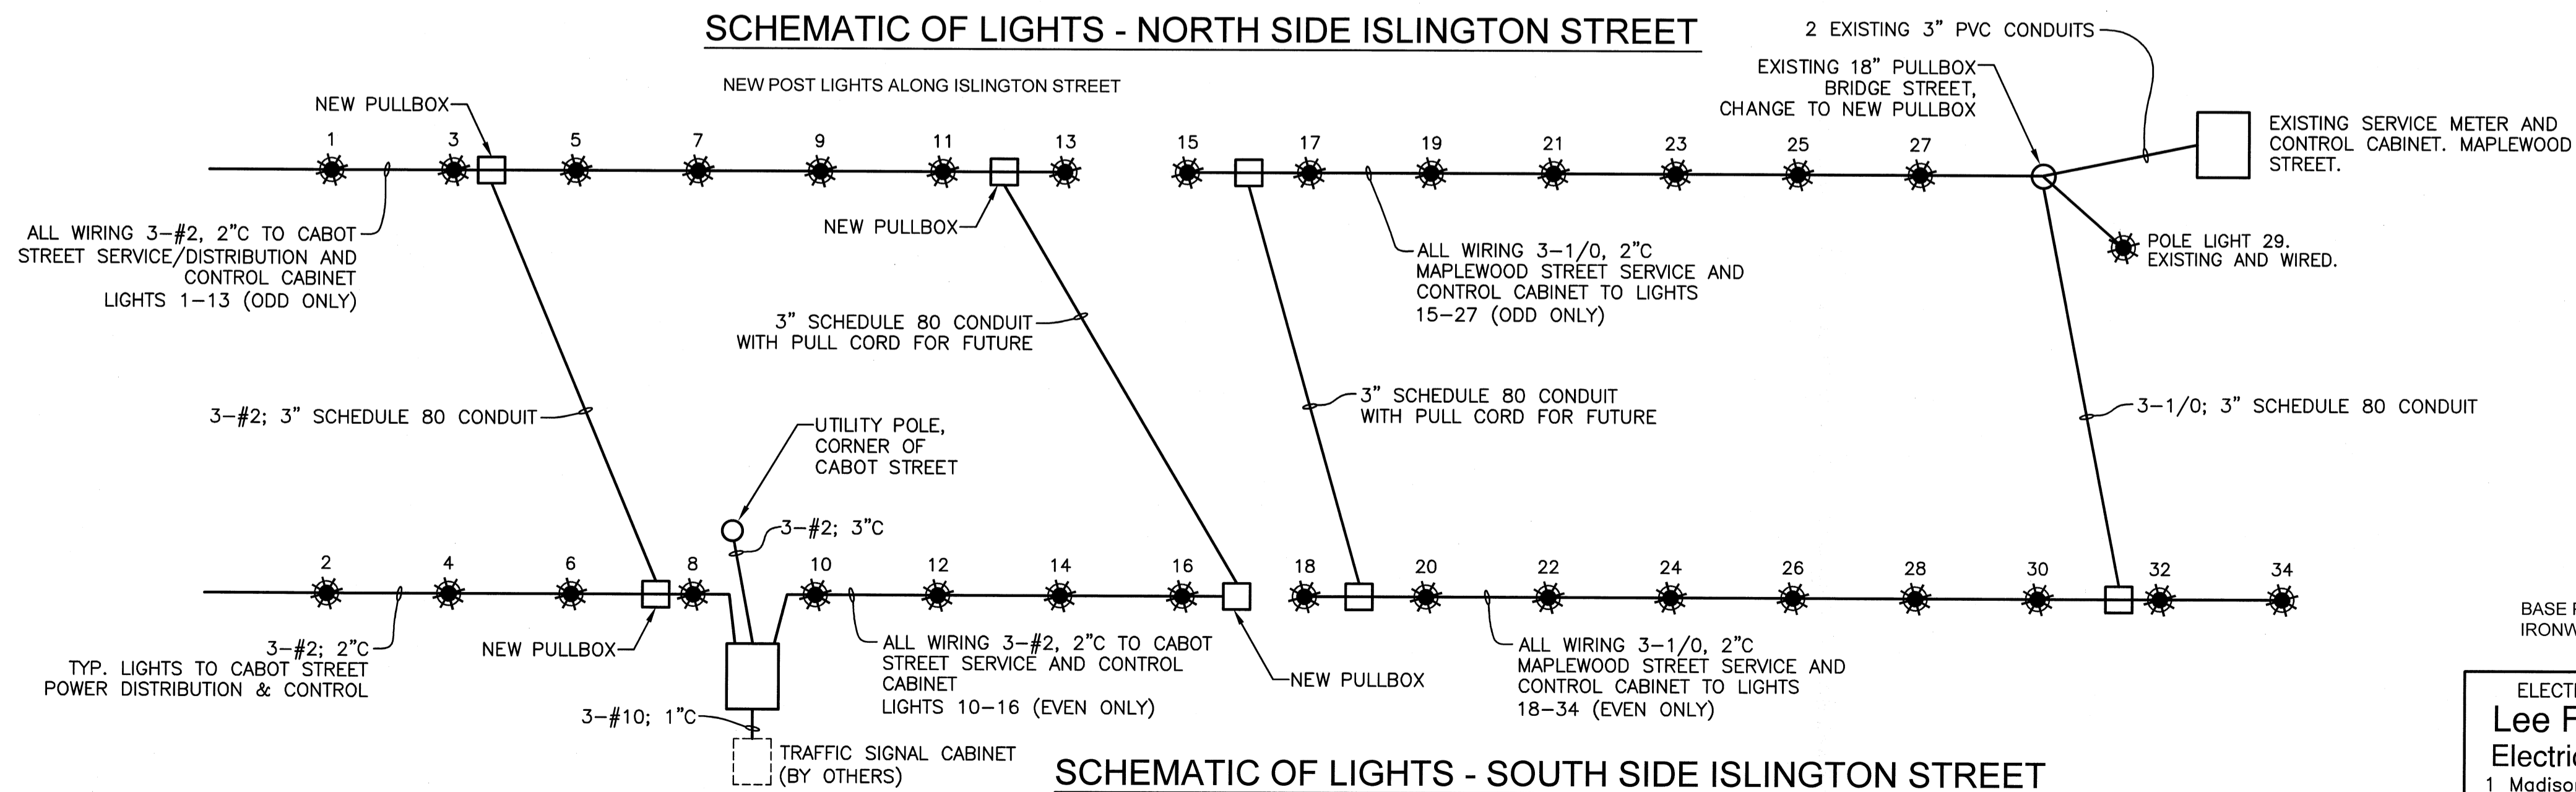 SCHEMATIC OF LIGHTS - NORTH SIDE ISLINGTON STREET
2 EXISTING 3" PVC CONDUITS
NEW POST LIGHTS ALONG ISLINGTON STREET
EXISTING 18" PULLBOX
BRIDGE STREET,
CHANGE TO NEW PULLBOX
NEW PULLBOX
EXISTING SERVICE METER AND
CONTROL CABINET. MAPLEWOOD
STREET.
1 3 5 7 9 11 13 15 17 19 21 23 25 27
ALL WIRING 3-#2, 2"C TO CABOT
STREET SERVICE/DISTRIBUTION AND
CONTROL CABINET
LIGHTS 1-13 (ODD ONLY)
NEW PULLBOX
ALL WIRING 3-1/0, 2"C
MAPLEWOOD STREET SERVICE AND
CONTROL CABINET TO LIGHTS
15-27 (ODD ONLY)
POLE LIGHT 29.
EXISTING AND WIRED.
3" SCHEDULE 80 CONDUIT
WITH PULL CORD FOR FUTURE
3-#2; 3" SCHEDULE 80 CONDUIT
UTILITY POLE,
CORNER OF
CABOT STREET
3" SCHEDULE 80 CONDUIT
WITH PULL CORD FOR FUTURE
3-1/0; 3" SCHEDULE 80 CONDUIT
3-#2; 3"C
2 4 6 8 10 12 14 16 18 20 22 24 26 28 30 32 34
3-#2; 2"C
TYP. LIGHTS TO CABOT STREET
POWER DISTRIBUTION & CONTROL
NEW PULLBOX
ALL WIRING 3-#2, 2"C TO CABOT
STREET SERVICE AND CONTROL
CABINET
LIGHTS 10-16 (EVEN ONLY)
NEW PULLBOX
ALL WIRING 3-1/0, 2"C
MAPLEWOOD STREET SERVICE AND
CONTROL CABINET TO LIGHTS
18-34 (EVEN ONLY)
3-#10; 1"C
TRAFFIC SIGNAL CABINET
(BY OTHERS)
SCHEMATIC OF LIGHTS - SOUTH SIDE ISLINGTON STREET
BASE
IRONW
ELECTR
Lee F
Electric
1 Madiso